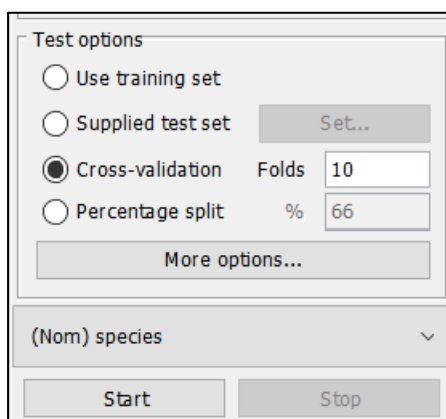 Test options
Use training set
Supplied test set Set...
Cross-validation Folds 10
Percentage split % 66
More options...
(Nom) species
Start Stop